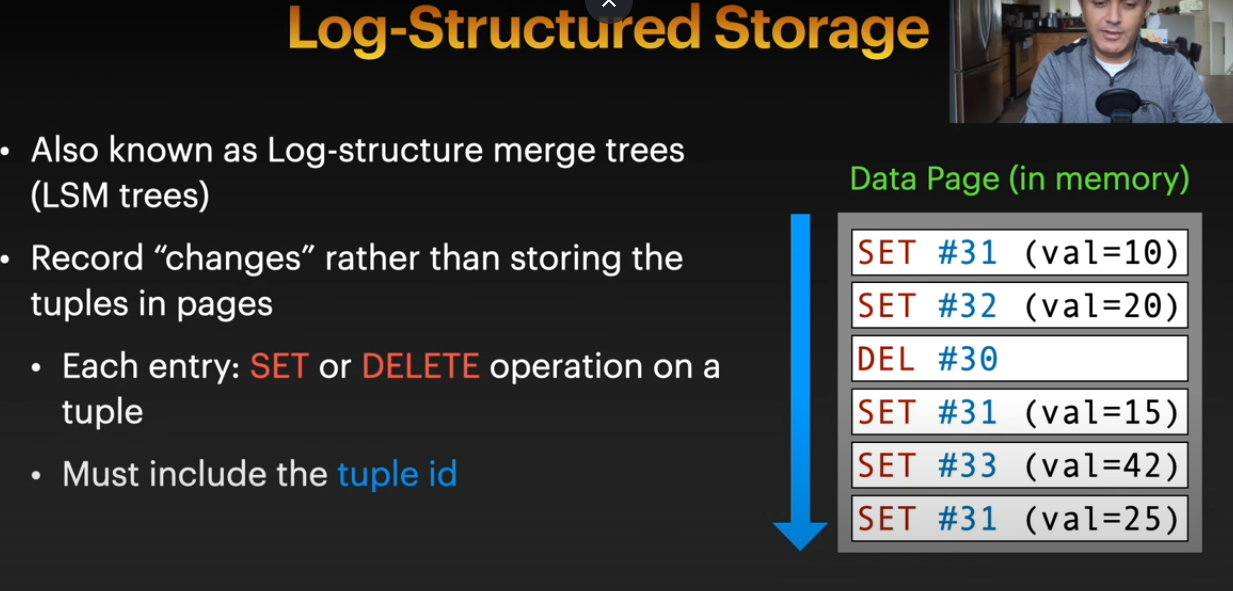 Log-Structured Storage
• Also known as Log-structure merge trees
(LSM trees)
• Record “changes” rather than storing the
tuples in pages
• Each entry: SET or DELETE operation on a
tuple
• Must include the tuple id
Data Page (in memory)
SET #31 (val=10)
SET #32 (val=20)
DEL #30
SET #31 (val=15)
SET #33 (val=42)
SET #31 (val=25)